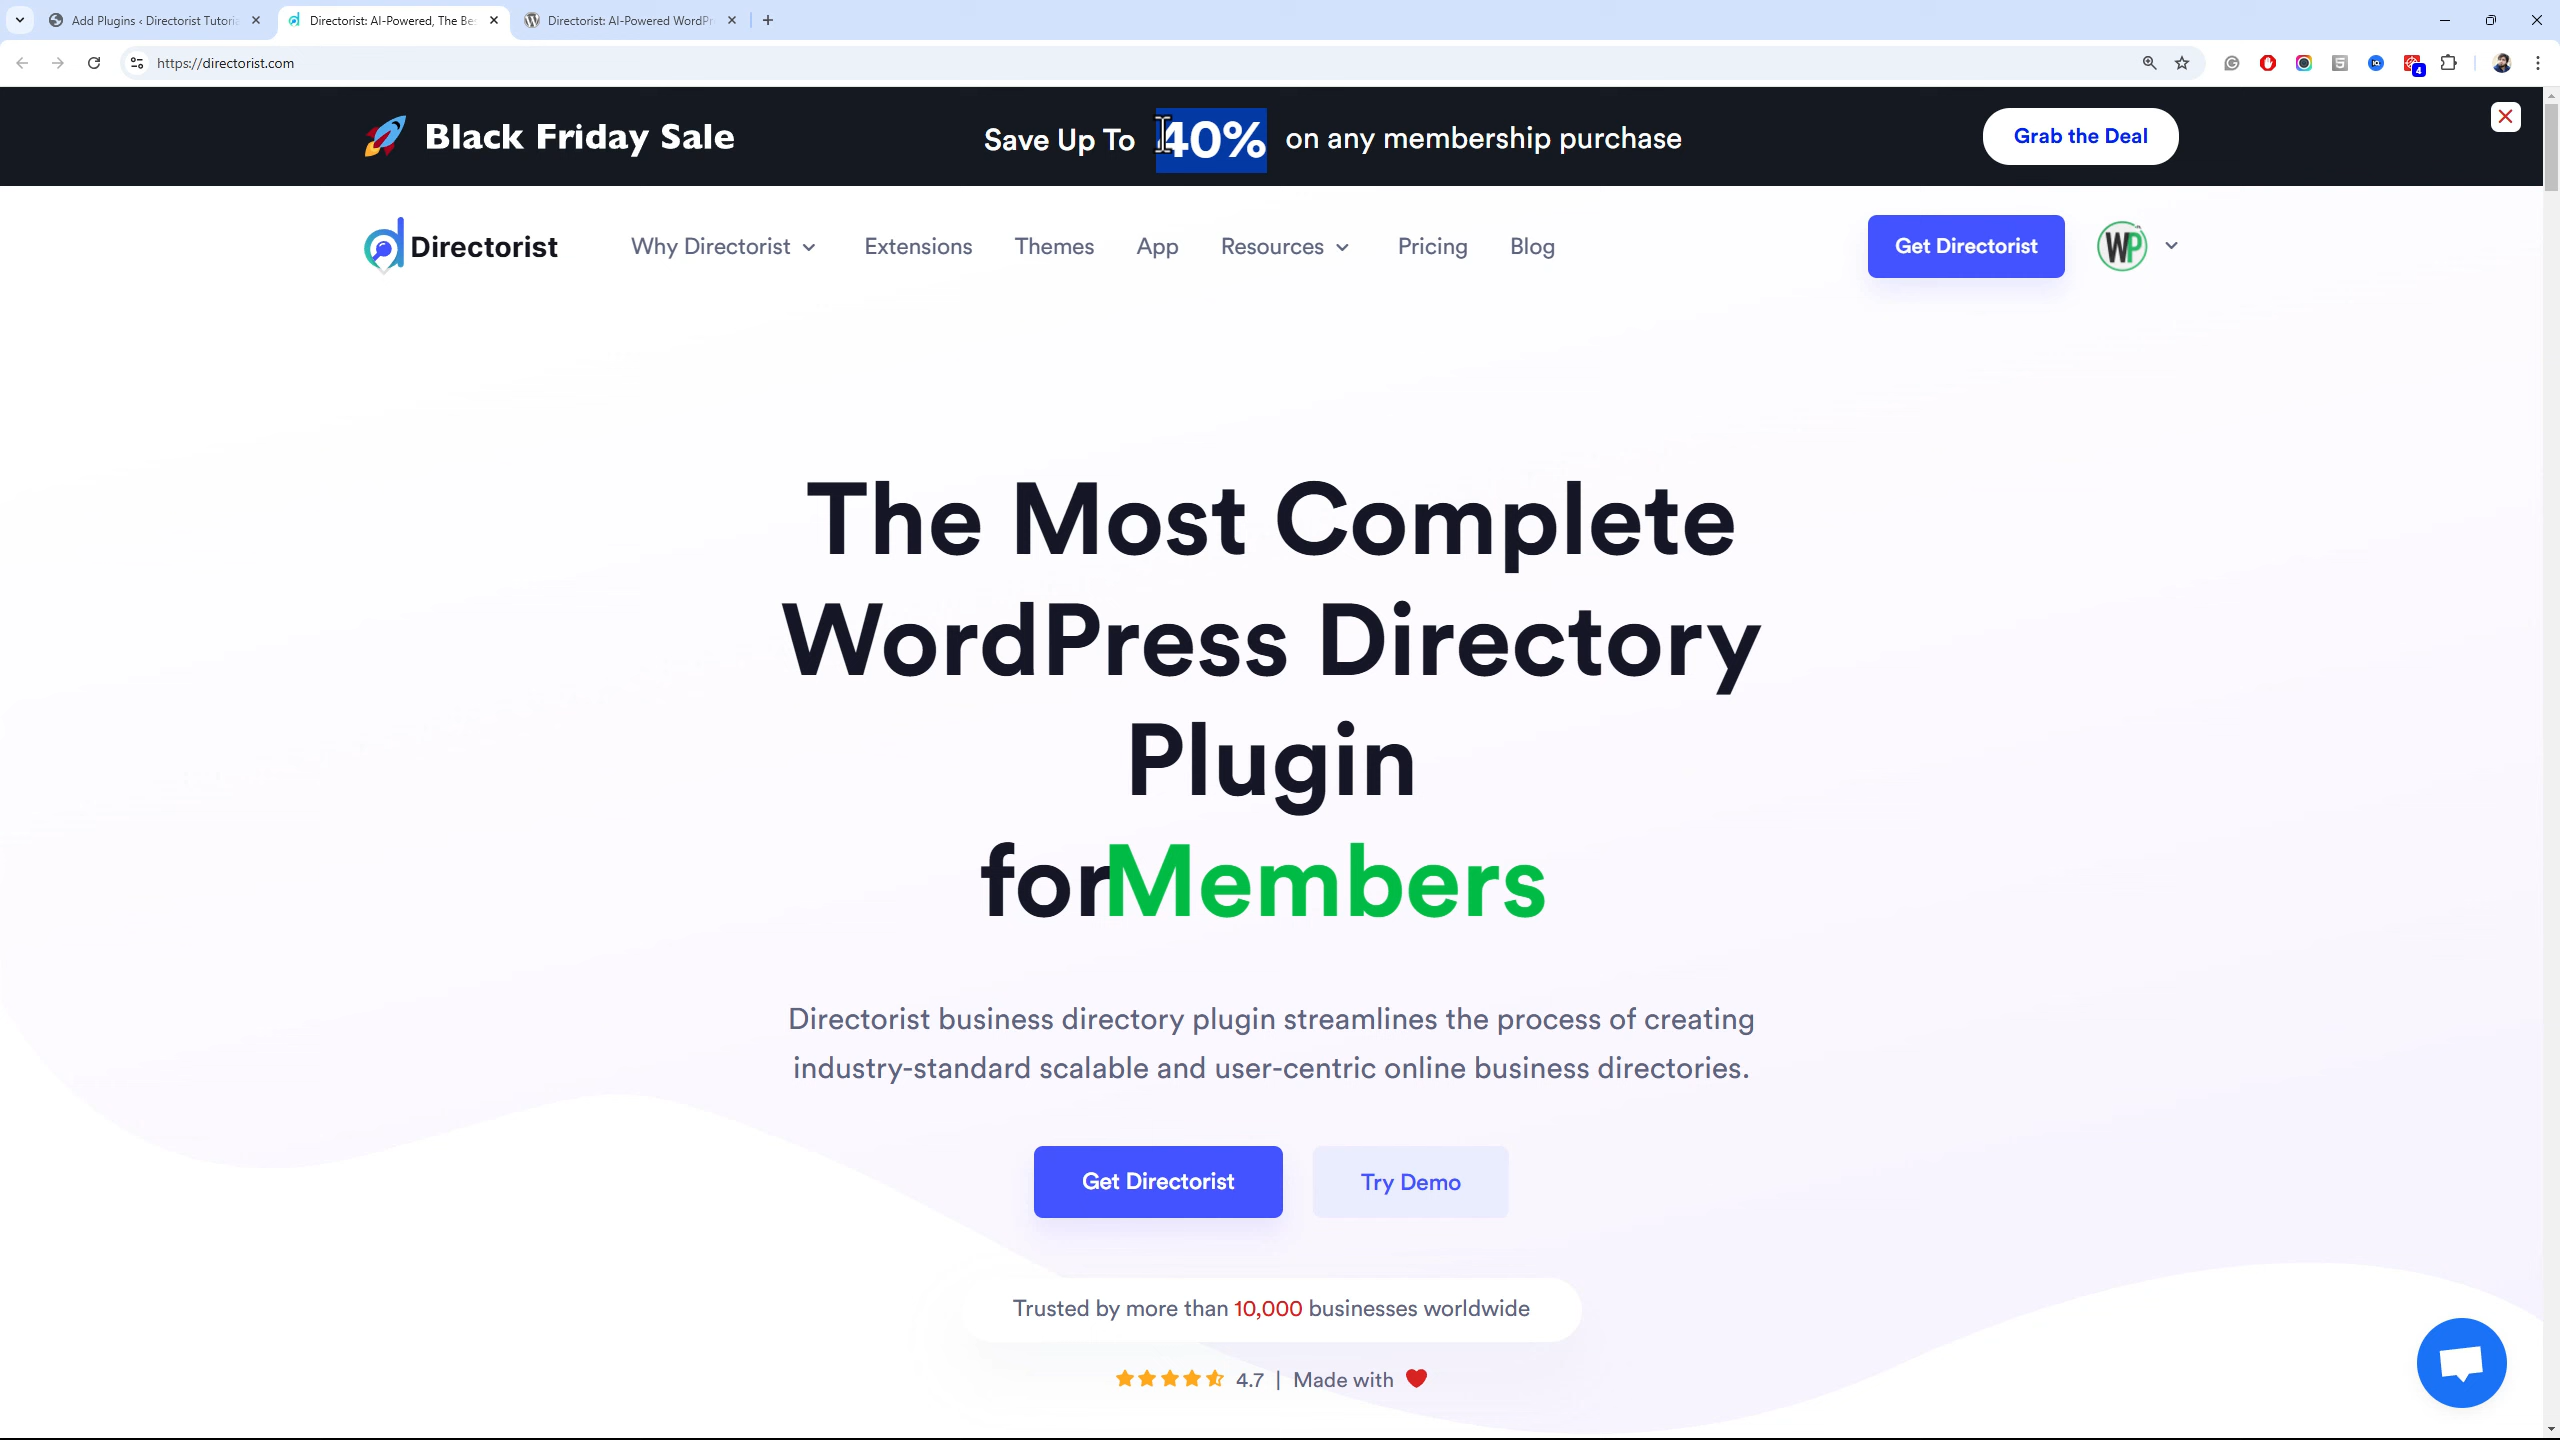 Add Plugins ‹ Directorist Tutori
Directorist: AI-Powered, The Be
Directorist: AI-Powered WordPr
https://directorist.com
4
Black Friday Sale
Save Up To 40% on any membership purchase
Grab the Deal
Directorist
Why Directorist
Extensions
Themes
App
Resources
Pricing
Blog
Get Directorist
WP
The Most Complete
WordPress Directory
Plugin
forMembers
Directorist business directory plugin streamlines the process of creating
industry-standard scalable and user-centric online business directories.
Get Directorist
Try Demo
Trusted by more than 10,000 businesses worldwide
4.7 | Made with